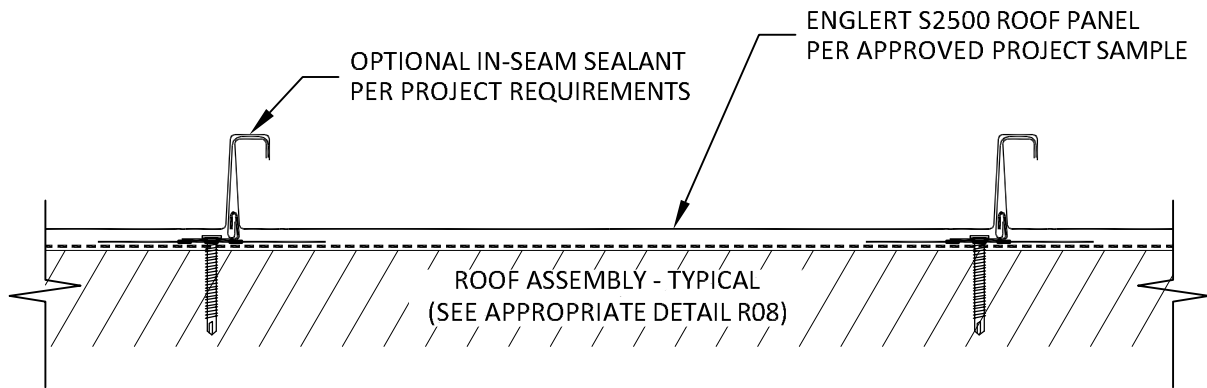 ENGLERT S2500 ROOF PANEL
PER APPROVED PROJECT SAMPLE
OPTIONAL IN-SEAM SEALANT
PER PROJECT REQUIREMENTS
ROOF ASSEMBLY - TYPICAL
(SEE APPROPRIATE DETAIL R08)